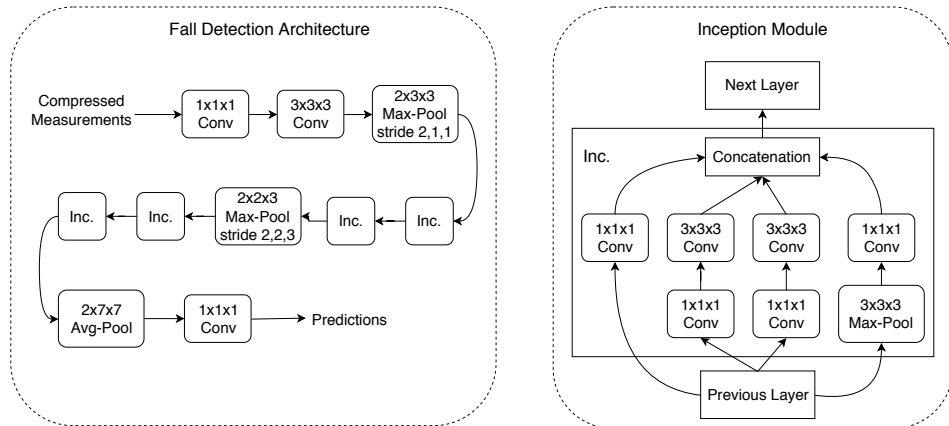 Fall Detection Architecture
Compressed
Measurements
1x1x1
Conv
3x3x3
Conv
2x3x3
Max-Pool
stride 2,1,1
Inc.
Inc.
2x2x3
Max-Pool
stride 2,2,3
Inc.
Inc.
2x7x7
Avg-Pool
1x1x1
Conv
Predictions
Inception Module
Next Layer
Inc.
Concatenation
1x1x1
Conv
3x3x3
Conv
3x3x3
Conv
1x1x1
Conv
1x1x1
Conv
1x1x1
Conv
3x3x3
Max-Pool
Previous Layer